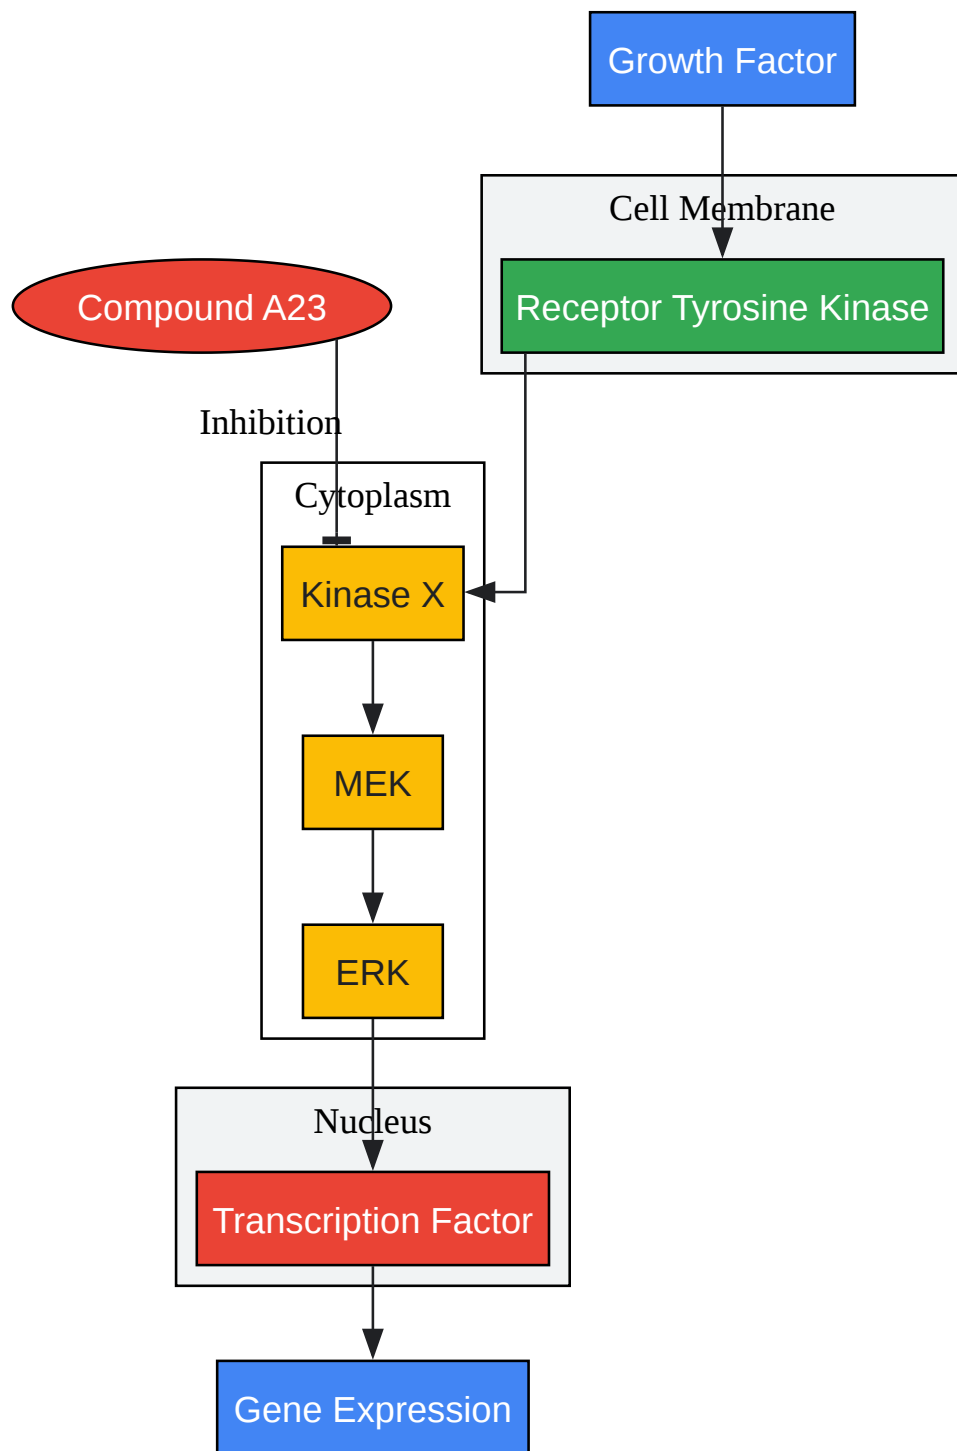 Growth Factor
Cell Membrane
Compound A23
Receptor Tyrosine Kinase
Inhibition
Cytoplasm
Kinase X
MEK
ERK
Nucleus
Transcription Factor
Gene Expression